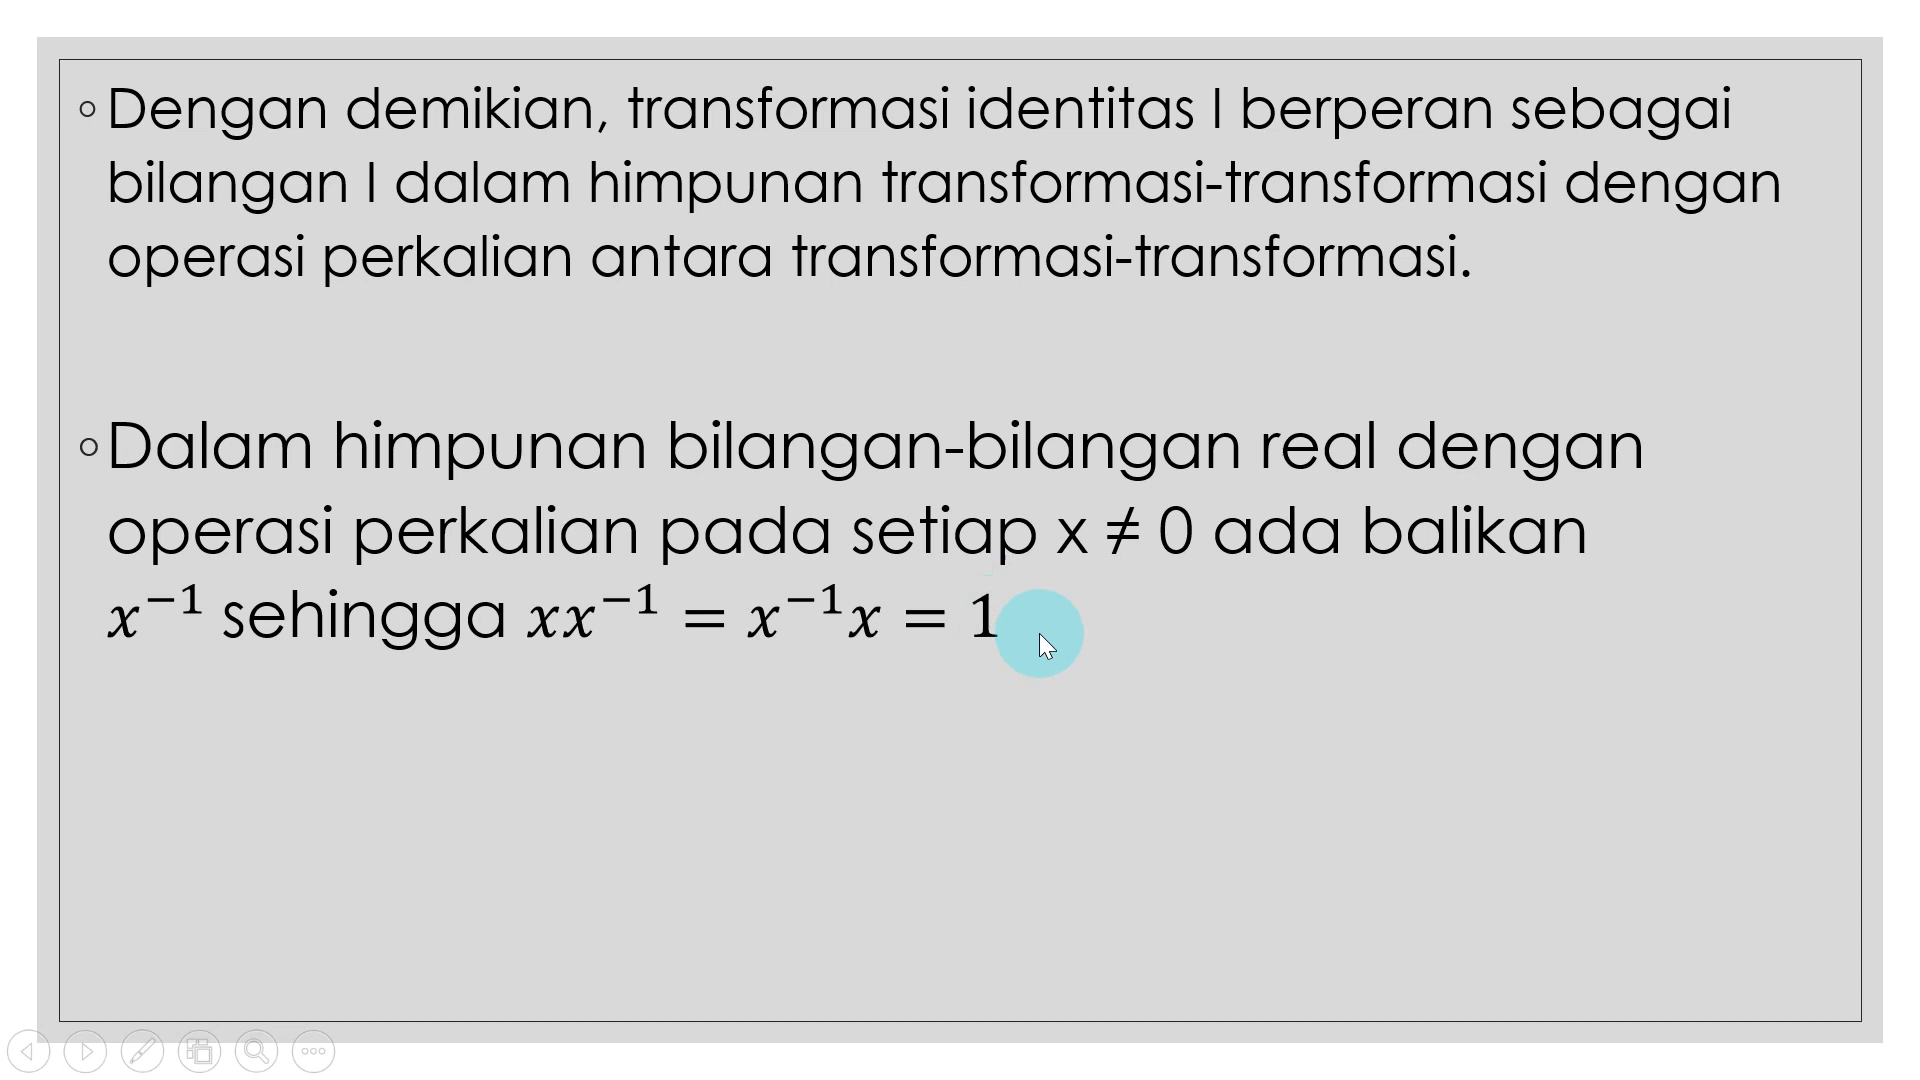 ◦Dengan demikian, transformasi identitas I berperan sebagai
bilangan I dalam himpunan transformasi-transformasi dengan
operasi perkalian antara transformasi-transformasi.
◦Dalam himpunan bilangan-bilangan real dengan
operasi perkalian pada setiap x ≠ 0 ada balikan
x⁻¹ sehingga xx⁻¹ = x⁻¹x = 1